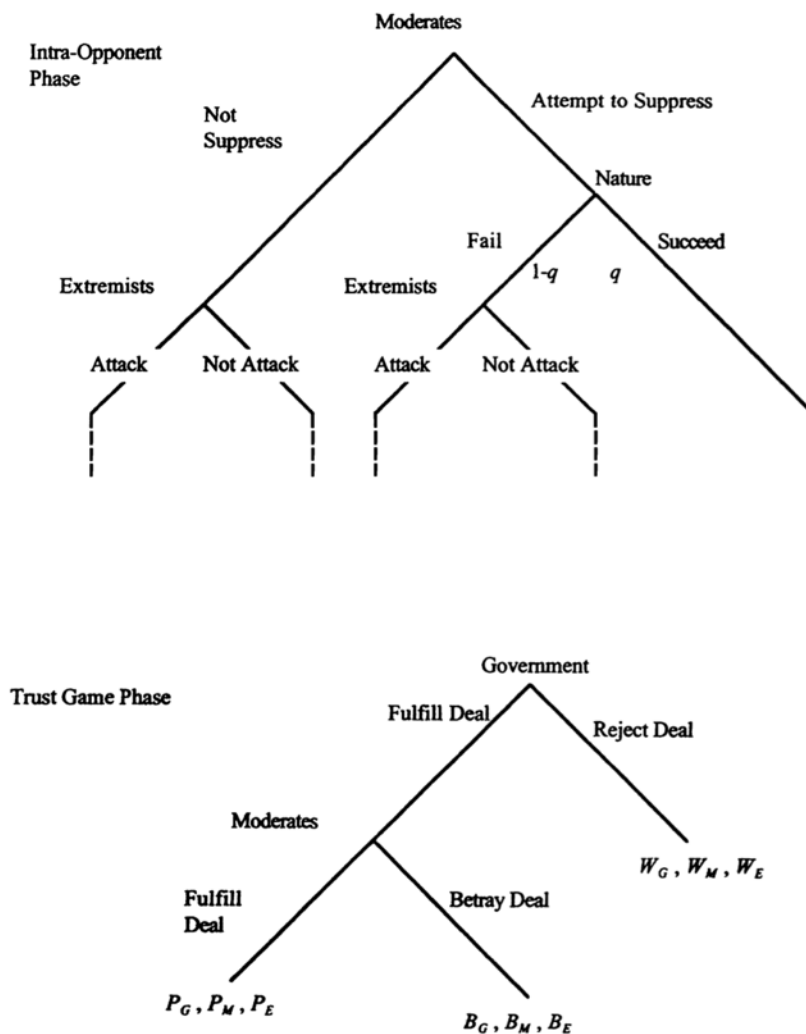 Moderates
Intra-Opponent
Phase
Attempt to Suppress
Not
Suppress
Nature
Fail
Succeed
1-q
q
Extremists
Extremists
Attack
Not Attack
Attack
Not Attack
Government
Trust Game Phase
Fulfill Deal
Reject Deal
Moderates
W_G , W_M , W_E
Fulfill
Deal
Betray Deal
P_G , P_M , P_E
B_G , B_M , B_E